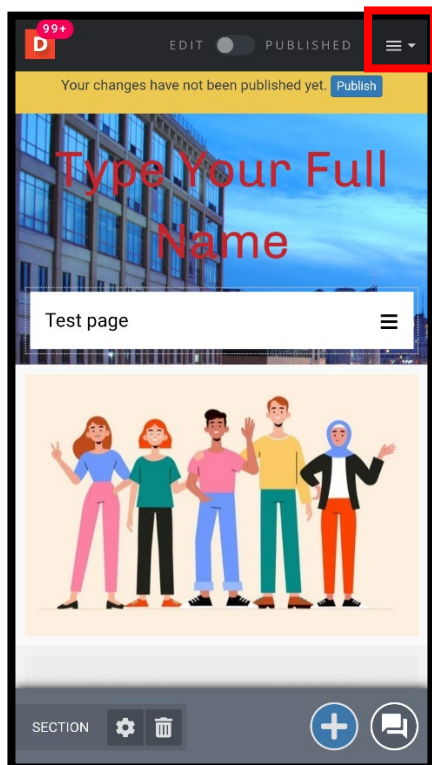 D 99+
EDIT PUBLISHED
Your changes have not been published yet. Publish
Type Your Full
Name
Test page
SECTION